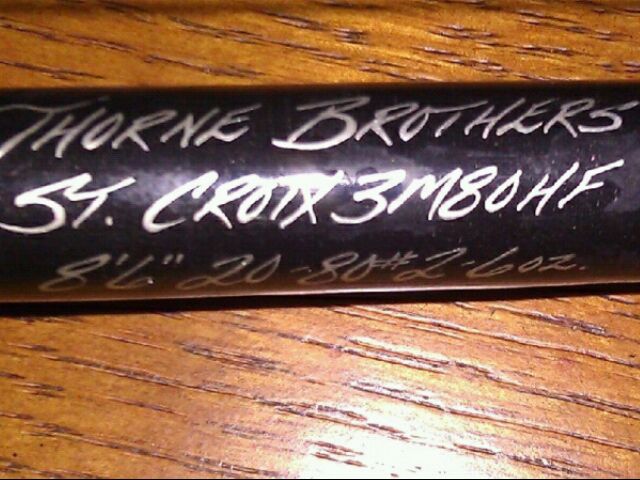 THORNE BROTHERS
ST. CROIX 3M80HF
8'6" 20-80# 2-6oz.